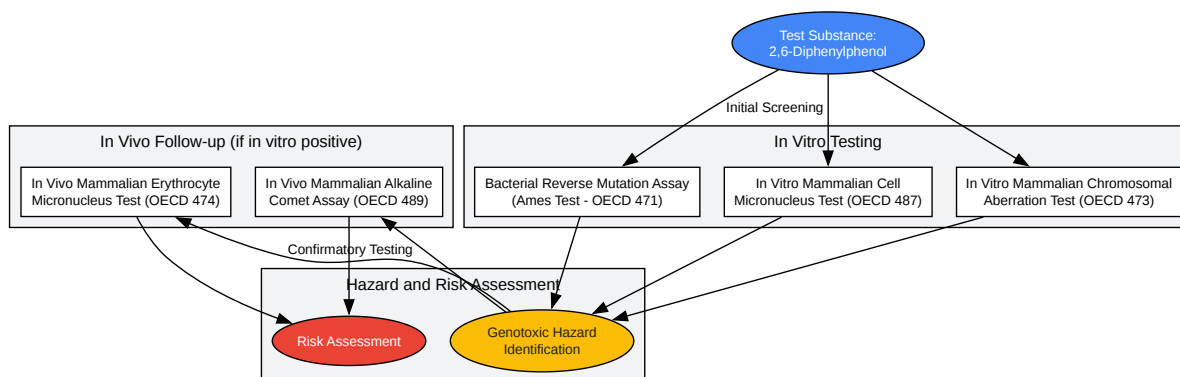 Test Substance:
2,6-Diphenylphenol
Initial Screening
In Vivo Follow-up (if in vitro positive)
In Vitro Testing
In Vivo Mammalian Erythrocyte
Micronucleus Test (OECD 474)
In Vivo Mammalian Alkaline
Comet Assay (OECD 489)
Bacterial Reverse Mutation Assay
(Ames Test - OECD 471)
In Vitro Mammalian Cell
Micronucleus Test (OECD 487)
In Vitro Mammalian Chromosomal
Aberration Test (OECD 473)
Confirmatory Testing
Hazard and Risk Assessment
Risk Assessment
Genotoxic Hazard
Identification